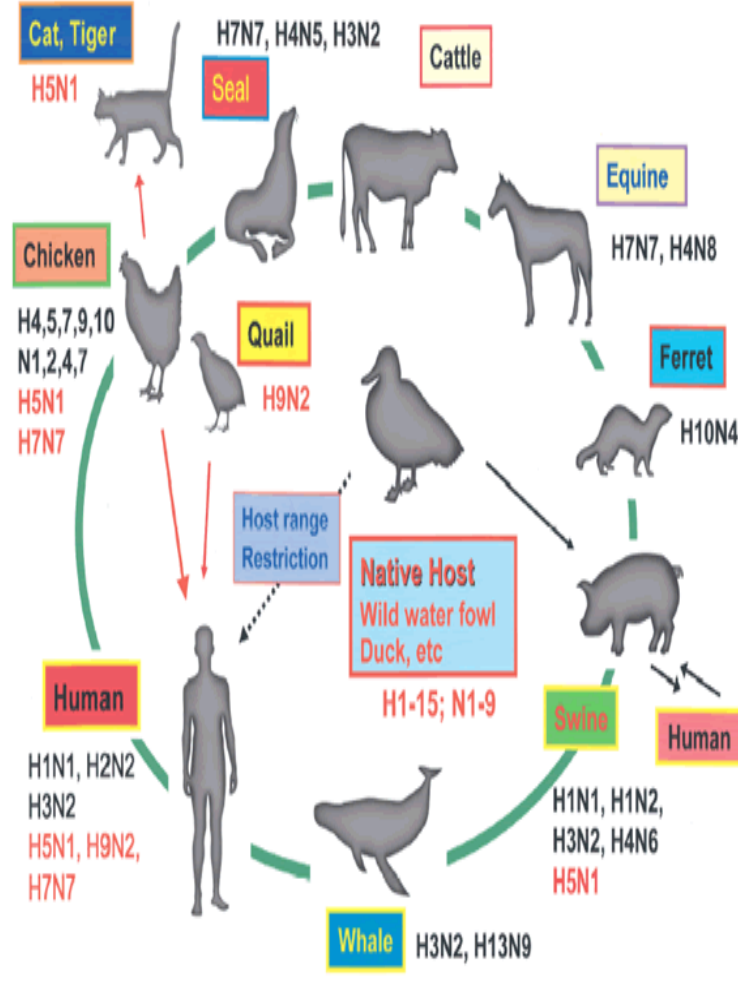 Cat, Tiger
H5N1
H7N7, H4N5, H3N2
Seal
Cattle
Equine
H7N7, H4N8
Chicken
H4,5,7,9,10
N1,2,4,7
H5N1
H7N7
Quail
H9N2
Ferret
H10N4
Host range
Restriction
Native Host
Wild water fowl
Duck, etc
H1-15; N1-9
Human
H1N1, H2N2
H3N2
H5N1, H9N2,
H7N7
Swine
Human
H1N1, H1N2,
H3N2, H4N6
H5N1
Whale
H3N2, H13N9